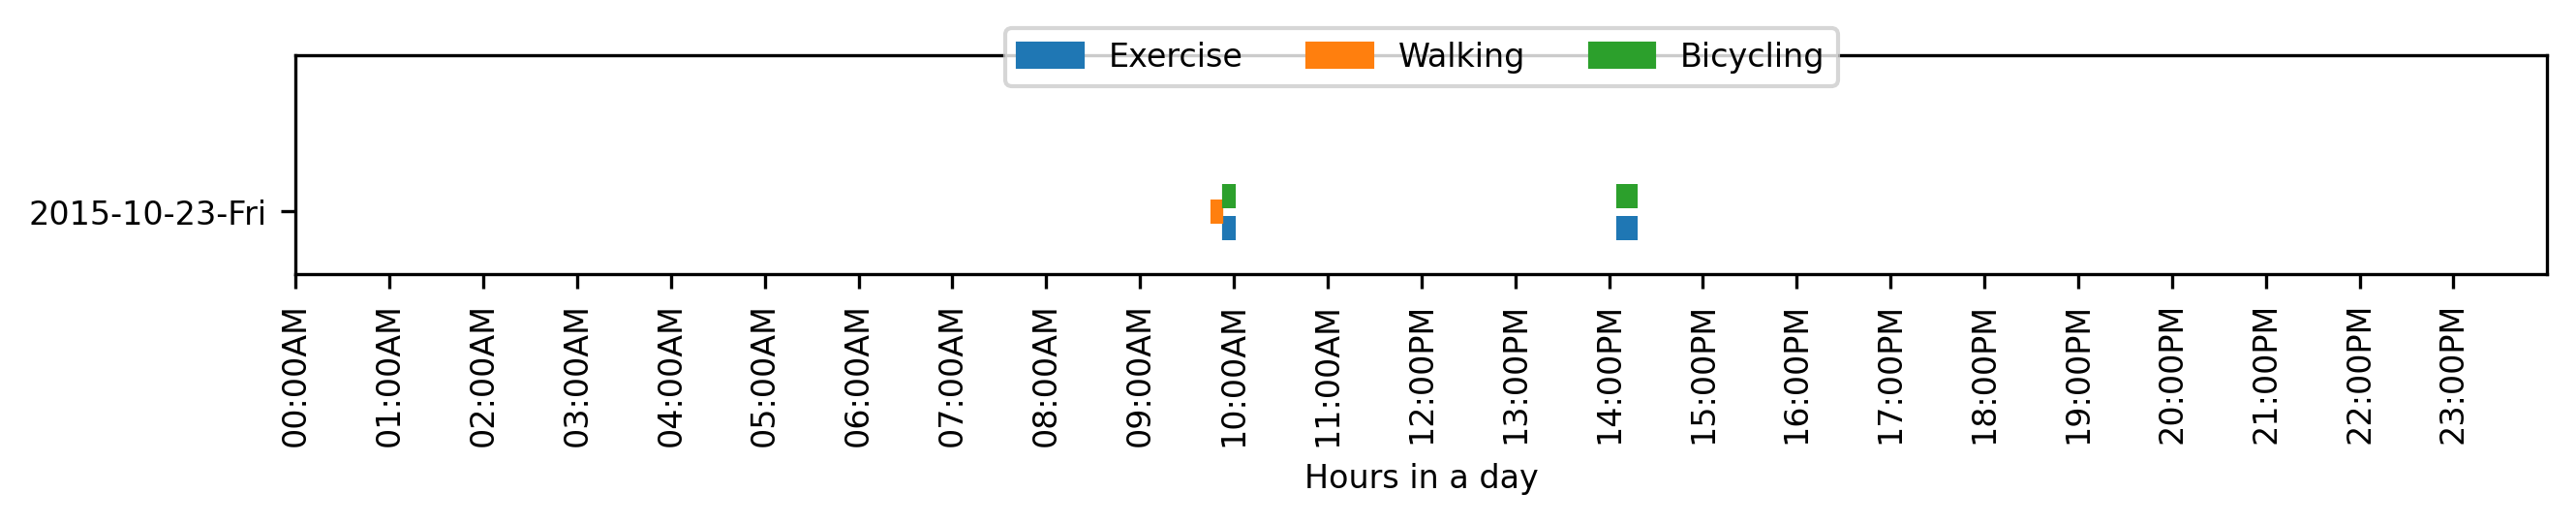 Exercise Walking Bicycling
2015-10-23-Fri
00:00AM
01:00AM
02:00AM
03:00AM
04:00AM
05:00AM
06:00AM
07:00AM
08:00AM
09:00AM
10:00AM
11:00AM
12:00PM
13:00PM
14:00PM
15:00PM
16:00PM
17:00PM
18:00PM
19:00PM
20:00PM
21:00PM
22:00PM
23:00PM
Hours in a day